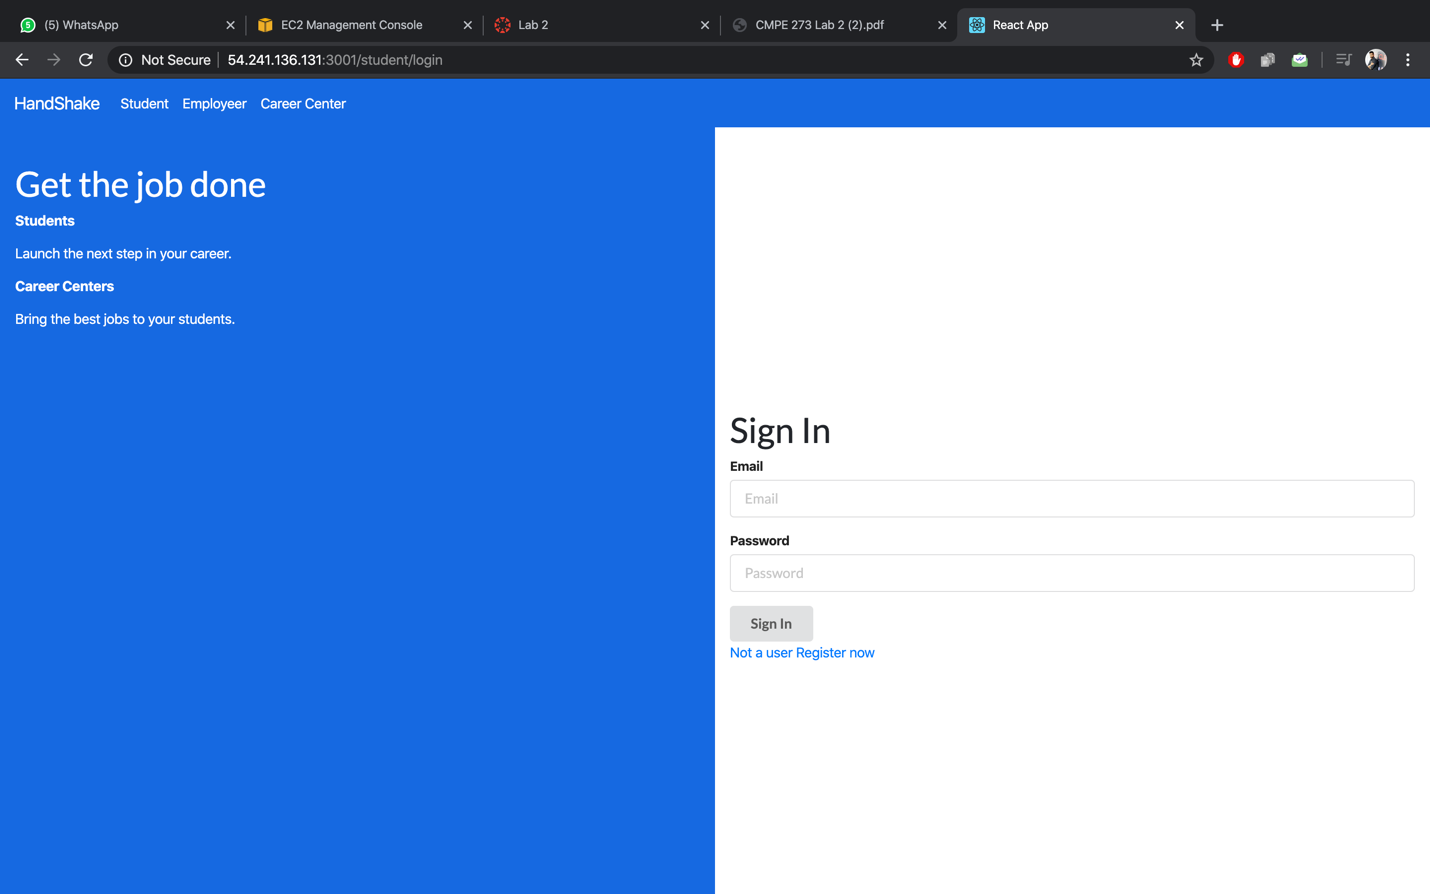 5 (5) WhatsApp EC2 Management Console Lab 2 CMPE 273 Lab 2 (2).pdf React App
Not Secure 54.241.136.131:3001/student/login
HandShake Student Employeer Career Center
Get the job done
Students
Launch the next step in your career.
Career Centers
Bring the best jobs to your students.
Sign In
Email
Email
Password
Password
Sign In
Not a user Register now